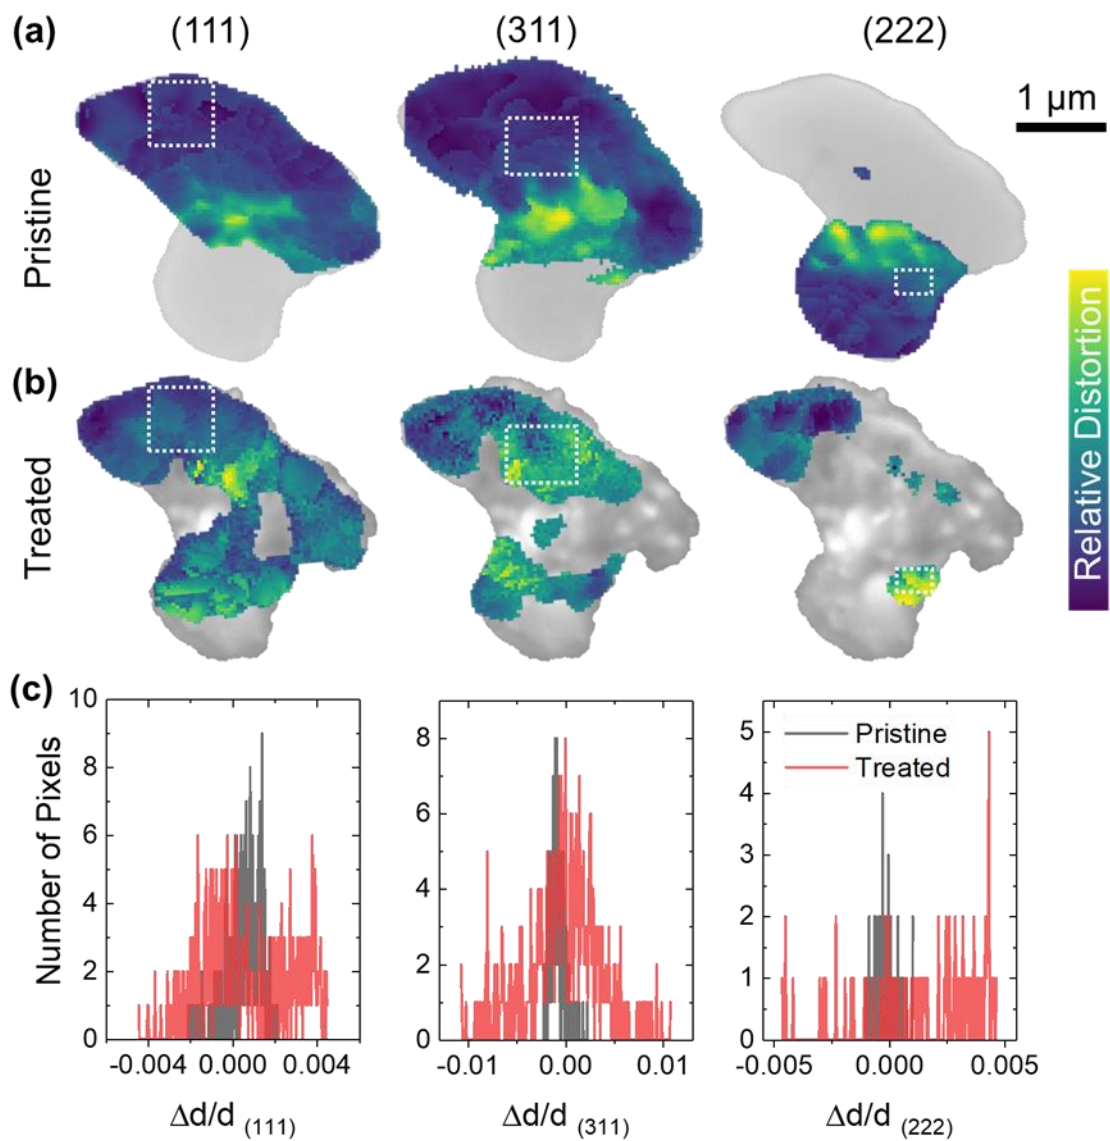 (a)
(111)
(311)
(222)
1 μm
Pristine
(b)
Treated
Relative Distortion
(c)
Number of Pixels
10
8
6
4
2
0
-0.004
0.000
0.004
Δd/d (111)
8
6
4
2
0
-0.01
0.00
0.01
Δd/d (311)
5
4
3
2
1
0
Pristine
Treated
-0.005
0.000
0.005
Δd/d (222)